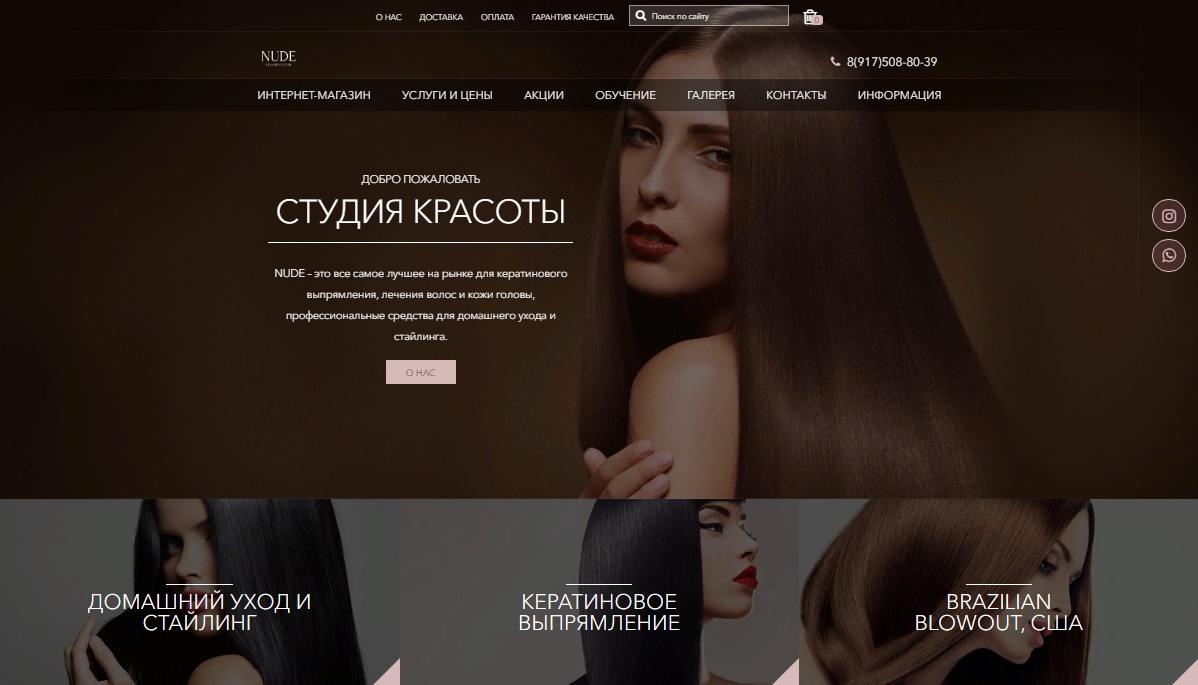 О НАС ДОСТАВКА ОПЛАТА ГАРАНТИЯ КАЧЕСТВА Поиск по сайту 0
NUDE
8(917)508-80-39
ИНТЕРНЕТ-МАГАЗИН УСЛУГИ И ЦЕНЫ АКЦИИ ОБУЧЕНИЕ ГАЛЕРЕЯ КОНТАКТЫ ИНФОРМАЦИЯ
ДОБРО ПОЖАЛОВАТЬ
СТУДИЯ КРАСОТЫ
NUDE – это все самое лучшее на рынке для кератинового
выпрямления, лечения волос и кожи головы,
профессиональные средства для домашнего ухода и
стайлинга.
О НАС
ДОМАШНИЙ УХОД И
СТАЙЛИНГ
КЕРАТИНОВОЕ
ВЫПРЯМЛЕНИЕ
BRAZILIAN
BLOWOUT, США